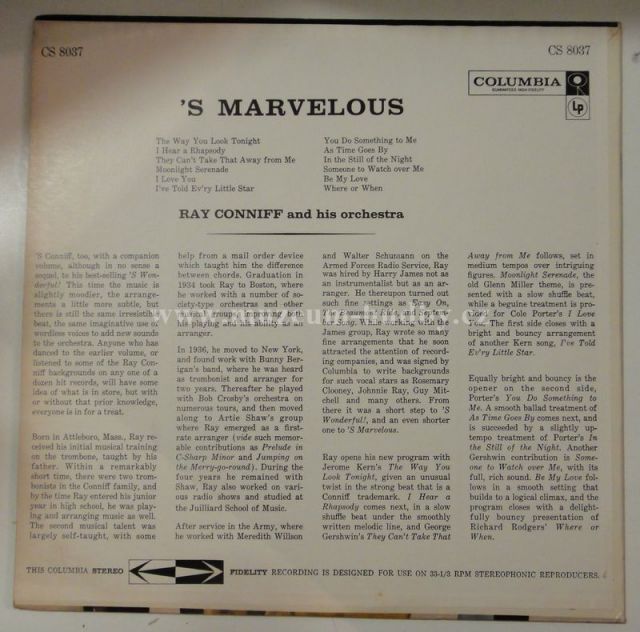 CS 8037
CS 8037
COLUMBIA
GUARANTEED HIGH-FIDELITY
Lp
'S MARVELOUS
The Way You Look Tonight
I Hear a Rhapsody
They Can't Take That Away from Me
Moonlight Serenade
I Love You
I've Told Ev'ry Little Star
You Do Something to Me
As Time Goes By
In the Still of the Night
Someone to Watch over Me
Be My Love
Where or When
RAY CONNIFF and his orchestra
'S Conniff, too, with a companion
volume, although in no sense a
sequel, to his best-selling 'S Won-
derful! This time the music is
slightly moodier, the arrange-
ments a little more subtle, but
there is still the same irresistible
beat, the same imaginative use of
wordless voices to add new sounds
to the orchestra. Anyone who has
danced to the earlier volume, or
listened to some of the Ray Con-
niff backgrounds on any one of a
dozen hit records, will have some
idea of what is in store, but with
or without that prior knowledge,
everyone is in for a treat.
Born in Attleboro, Mass., Ray re-
ceived his initial musical training
on the trombone, taught by his
father. Within a remarkably
short time, there were two trom-
bonists in the Conniff family, and
by the time Ray entered his junior
year in high school, he was play-
ing and arranging music as well.
The second musical talent was
largely self-taught, with some
help from a mail order device
which taught him the difference
between chords. Graduation in
1934 took Ray to Boston, where
he worked with a number of so-
ciety-type orchestras and other
his playing and his ability as an
arranger.
In 1936, he moved to New York,
and found work with Bunny Ber-
igan's band, where he was heard
as trombonist and arranger for
two years. Thereafter he played
with Bob Crosby's orchestra on
numerous tours, and then moved
along to Artie Shaw's group
where Ray emerged as a first-
rate arranger (vide such memor-
able contributions as Prelude in
C-Sharp Minor and Jumping on
the Merry-go-round). During the
four years he remained with
Shaw, Ray also worked on vari-
ous radio shows and studied at
the Juilliard School of Music.
After service in the Army, where
he worked with Meredith Willson
and Walter Schumann on the
Armed Forces Radio Service, Ray
was hired by Harry James not as
an instrumentalist but as an ar-
ranger. He thereupon turned out
such fine settings as Easy On,
for Song. While working with the
James group, Ray wrote so many
fine arrangements that he soon
attracted the attention of record-
ing companies, and was signed by
Columbia to write backgrounds
for such vocal stars as Rosemary
Clooney, Johnnie Ray, Guy Mit-
chell and many others. From
there it was a short step to 'S
Wonderful!, and an even shorter
one to 'S Marvelous.
Ray opens his new program with
Jerome Kern's The Way You
Look Tonight, given an unusual
twist in the strong beat that is a
Conniff trademark. I Hear a
Rhapsody comes next, in a slow
shuffle beat under the smoothly
written melodic line, and George
Gershwin's They Can't Take That
Away from Me follows, set in
medium tempos over intriguing
figures. Moonlight Serenade, the
old Glenn Miller theme, is pre-
sented with a slow shuffle beat,
while a beguine treatment is pro-
vided for Cole Porter's I Love
You. The first side closes with a
bright and bouncy arrangement
of another Kern song, I've Told
Ev'ry Little Star.
Equally bright and bouncy is the
opener on the second side,
Porter's You Do Something to
Me. A smooth ballad treatment of
As Time Goes By comes next, and
is succeeded by a slightly up-
tempo treatment of Porter's In
the Still of the Night. Another
Gershwin contribution is Some-
one to Watch over Me, with its
full, rich sound. Be My Love fol-
lows in a smooth setting that
builds to a logical climax, and the
program closes with a delight-
fully bouncy presentation of
Richard Rodgers' Where or
When.
THIS COLUMBIA STEREO FIDELITY RECORDING IS DESIGNED FOR USE ON 33-1/3 RPM STEREOPHONIC REPRODUCERS.